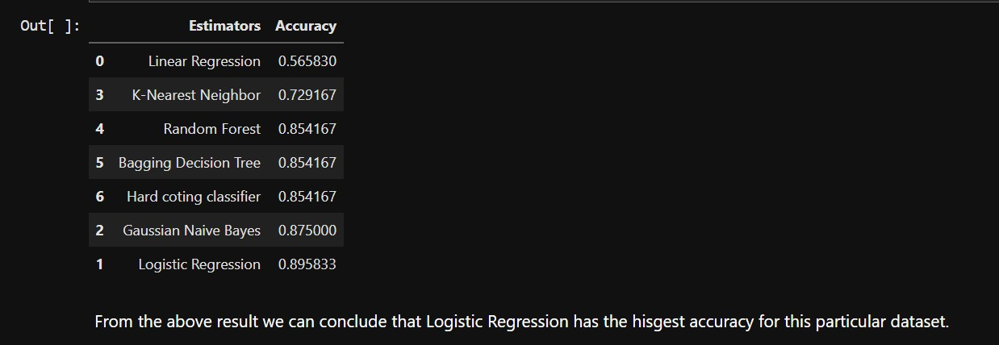 Out[ ]:
Estimators Accuracy
0 Linear Regression 0.565830
3 K-Nearest Neighbor 0.729167
4 Random Forest 0.854167
5 Bagging Decision Tree 0.854167
6 Hard coting classifier 0.854167
2 Gaussian Naive Bayes 0.875000
1 Logistic Regression 0.895833
From the above result we can conclude that Logistic Regression has the hisgest accuracy for this particular dataset.